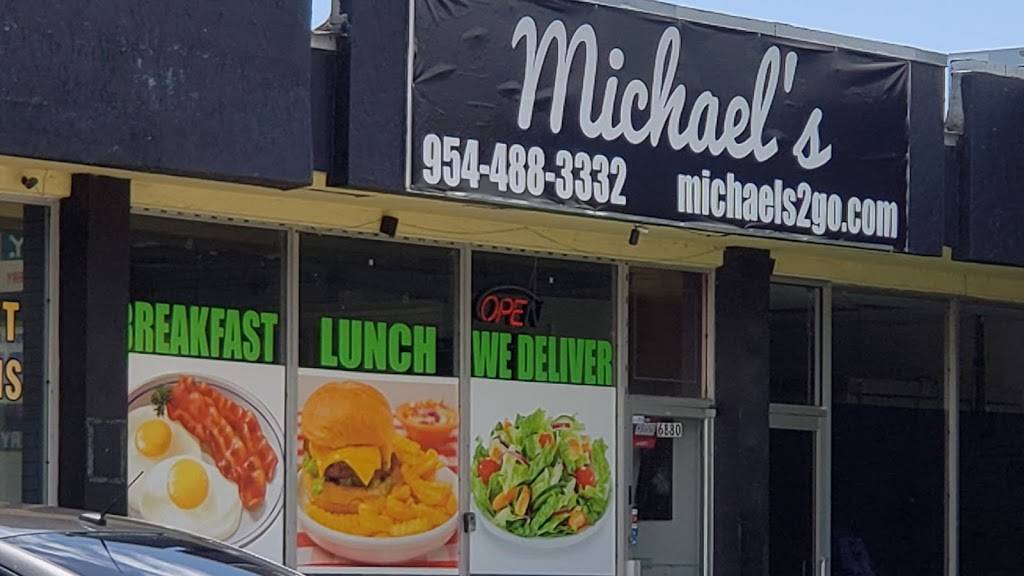 Michael's
954-488-3332
michaels2go.com
OPEN
BREAKFAST
LUNCH
WE DELIVER
6880